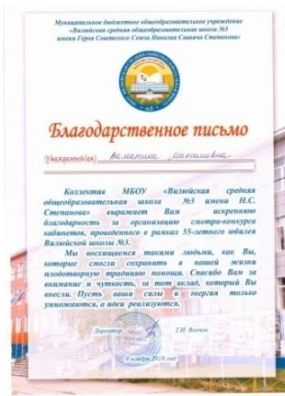 Муниципальное бюджетное общеобразовательное учреждение
«Вилюйская средняя общеобразовательная школа №3
имени Героя Советского Союза Николая Саввича Степанова»
Благодарственное письмо
Уважаемый(ая)
Коллектив МБОУ «Вилюйская средняя
общеобразовательная школа №3 имени Н.С.
Степанова» выражает Вам искреннюю
благодарность за организацию смотра-конкурса
кабинетов, проведенного в рамках 55-летнего юбилея
Вилюйской школы №3.
Мы восхищаемся такими людьми, как Вы,
которые смогли сохранить в нашей жизни
плодотворную традицию помощи. Спасибо Вам за
внимание и чуткость, за тот вклад, который Вы
внесли. Пусть ваши силы и энергия только
умножаются, а идеи реализуются.
Директор
9 ноября 2018 год